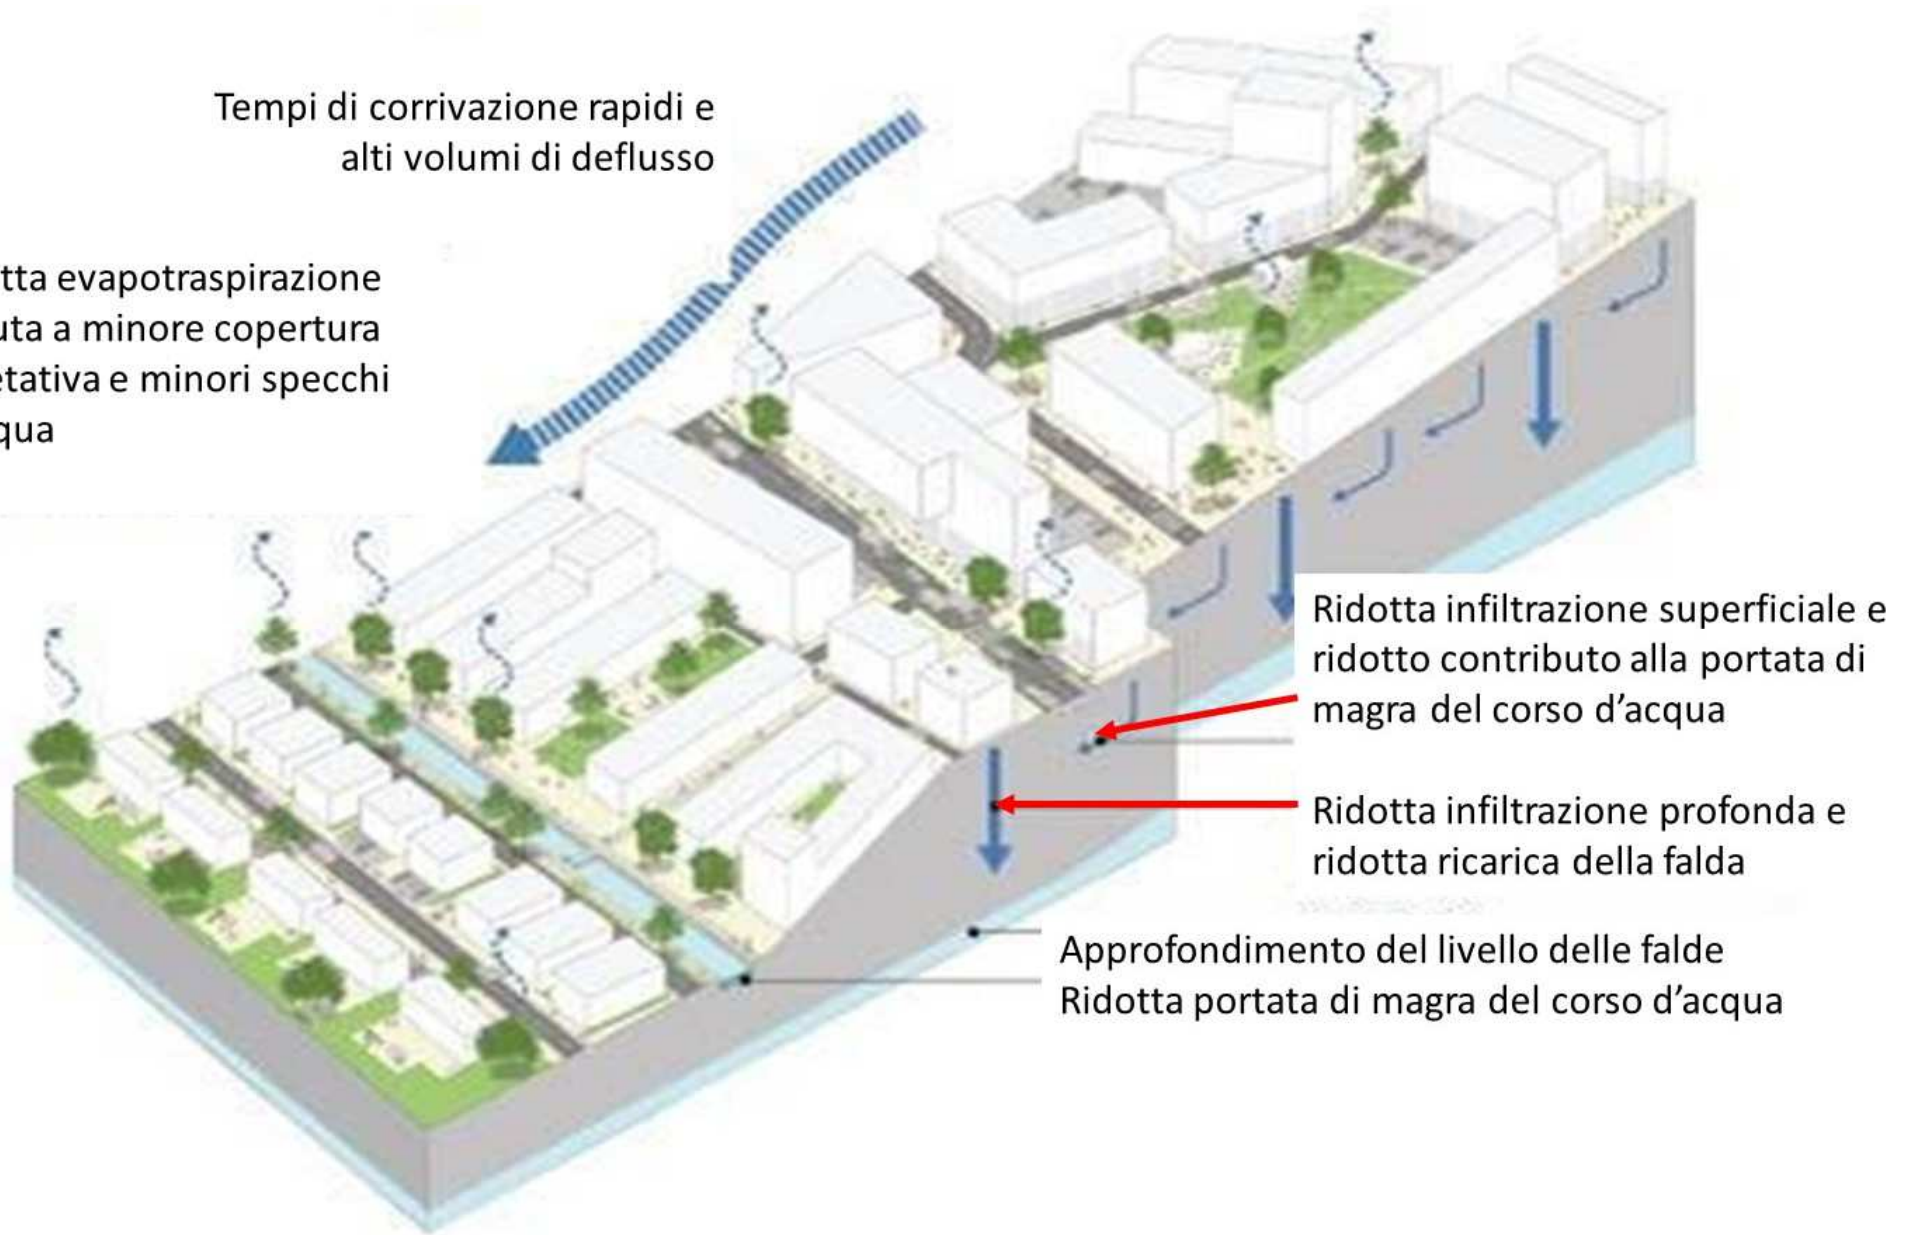 Tempi di corrivazione rapidi e
alti volumi di deflusso
tta evapotraspirazione
uta a minore copertura
etativa e minori specchi
qua
Ridotta infiltrazione superficiale e
ridotto contributo alla portata di
magra del corso d'acqua
Ridotta infiltrazione profonda e
ridotta ricarica della falda
Approfondimento del livello delle falde
Ridotta portata di magra del corso d'acqua